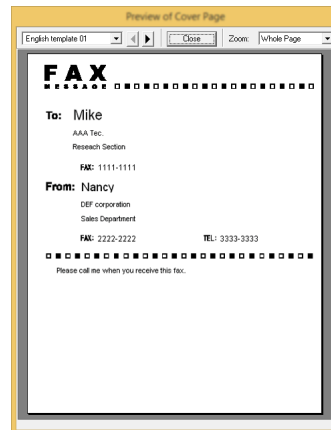 Preview of Cover Page
English template 01 Close Zoom: Whole Page
FAX
MESSAGE
To: Mike
AAA Tec.
Reseach Section
FAX: 1111-1111
From: Nancy
DEF corporation
Sales Department
FAX: 2222-2222 TEL: 3333-3333
Please call me when you receive this fax.